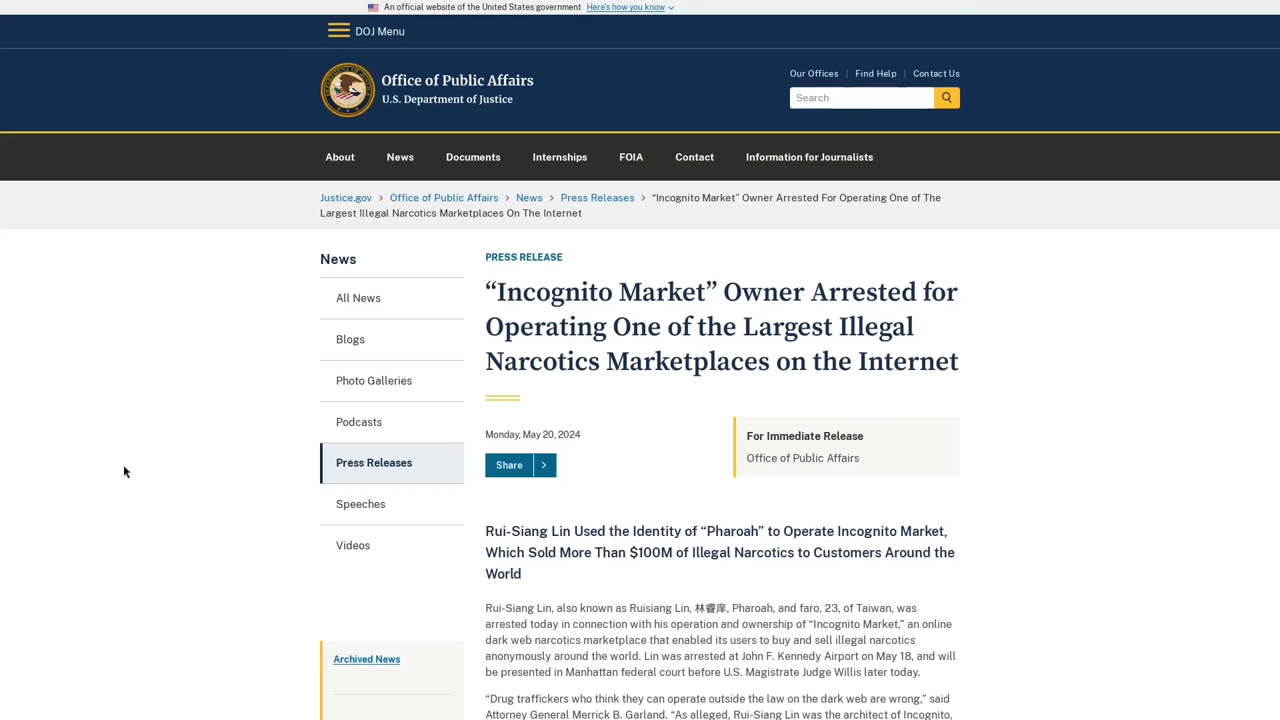 An official website of the United States government Here's how you know
DOJ Menu
Office of Public Affairs
U.S. Department of Justice
Our Offices | Find Help | Contact Us
Search
About News Documents Internships FOIA Contact Information for Journalists
Justice.gov > Office of Public Affairs > News > Press Releases > “Incognito Market” Owner Arrested For Operating One of The
Largest Illegal Narcotics Marketplaces On The Internet
News
All News
Blogs
Photo Galleries
Podcasts
Press Releases
Speeches
Videos
Archived News
PRESS RELEASE
“Incognito Market” Owner Arrested for
Operating One of the Largest Illegal
Narcotics Marketplaces on the Internet
Monday, May 20, 2024
Share >
For Immediate Release
Office of Public Affairs
Rui-Siang Lin Used the Identity of “Pharoah” to Operate Incognito Market,
Which Sold More Than $100M of Illegal Narcotics to Customers Around the
World
Rui-Siang Lin, also known as Ruisiang Lin, 林睿庠, Pharoah, and faro, 23, of Taiwan, was
arrested today in connection with his operation and ownership of “Incognito Market,” an online
dark web narcotics marketplace that enabled its users to buy and sell illegal narcotics
anonymously around the world. Lin was arrested at John F. Kennedy Airport on May 18, and will
be presented in Manhattan federal court before U.S. Magistrate Judge Willis later today.
“Drug traffickers who think they can operate outside the law on the dark web are wrong,” said
Attorney General Merrick B. Garland. “As alleged, Rui-Siang Lin was the architect of Incognito,